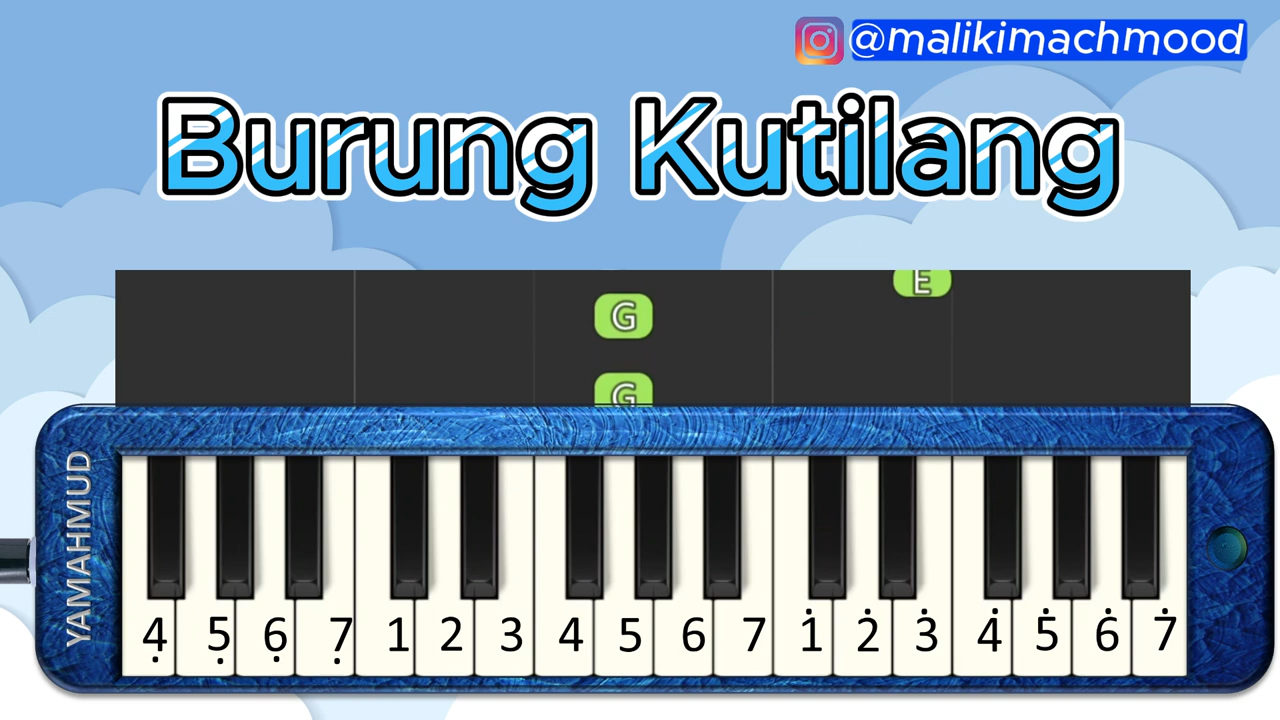 @malikimachmood
Burung Kutilang
E
G
G
YAMAHMUD
4̣ 5̣ 6̣ 7̣ 1 2 3 4 5 6 7 1̇ 2̇ 3̇ 4̇ 5̇ 6̇ 7̇